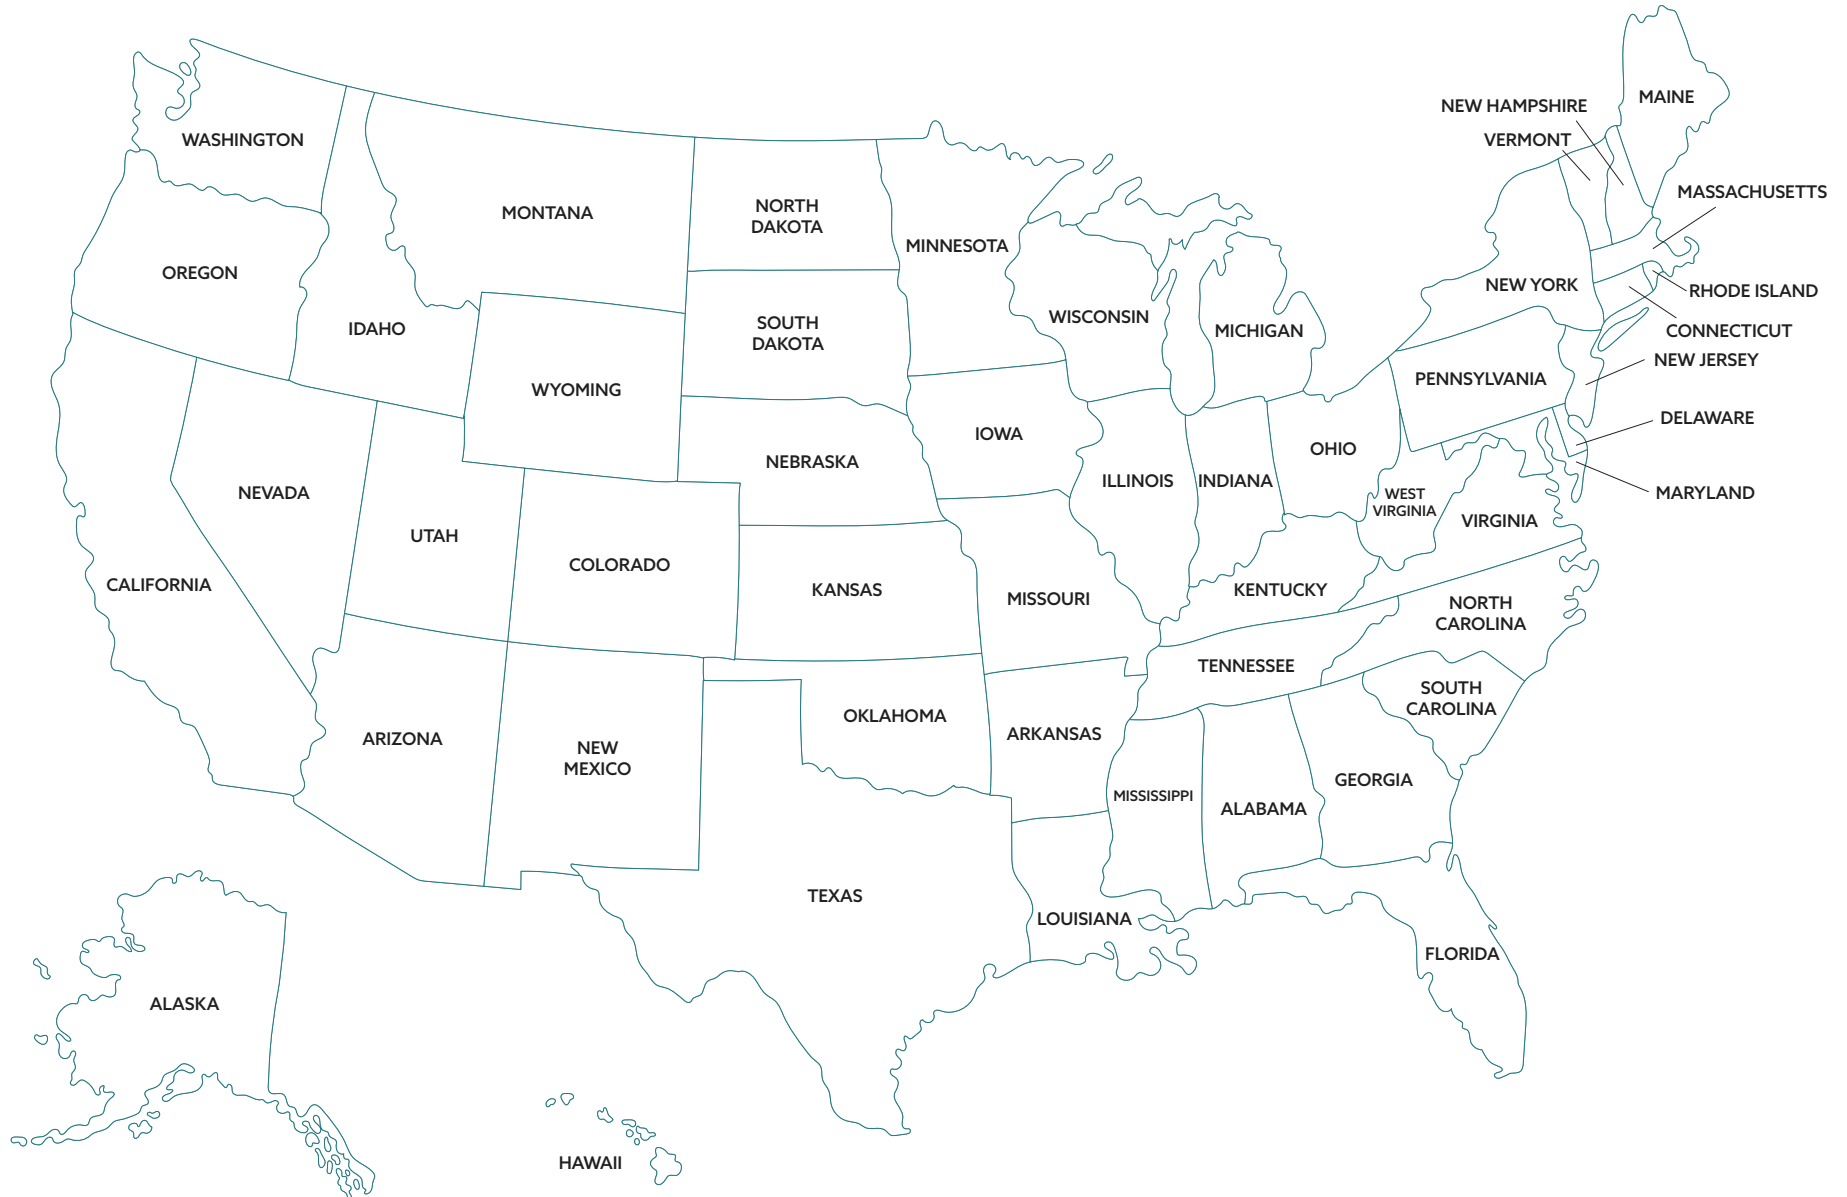 MAINE
NEW HAMPSHIRE
VERMONT
WASHINGTON
MASSACHUSETTS
MONTANA
NORTH
DAKOTA
MINNESOTA
OREGON
NEW YORK
RHODE ISLAND
IDAHO
SOUTH
DAKOTA
WISCONSIN
MICHIGAN
CONNECTICUT
NEW JERSEY
WYOMING
PENNSYLVANIA
DELAWARE
IOWA
OHIO
NEBRASKA
ILLINOIS
INDIANA
NEVADA
WEST
VIRGINIA
MARYLAND
VIRGINIA
UTAH
COLORADO
CALIFORNIA
KANSAS
MISSOURI
KENTUCKY
NORTH
CAROLINA
TENNESSEE
SOUTH
CAROLINA
ARIZONA
NEW
MEXICO
OKLAHOMA
ARKANSAS
MISSISSIPPI
ALABAMA
GEORGIA
TEXAS
LOUISIANA
FLORIDA
ALASKA
HAWAII